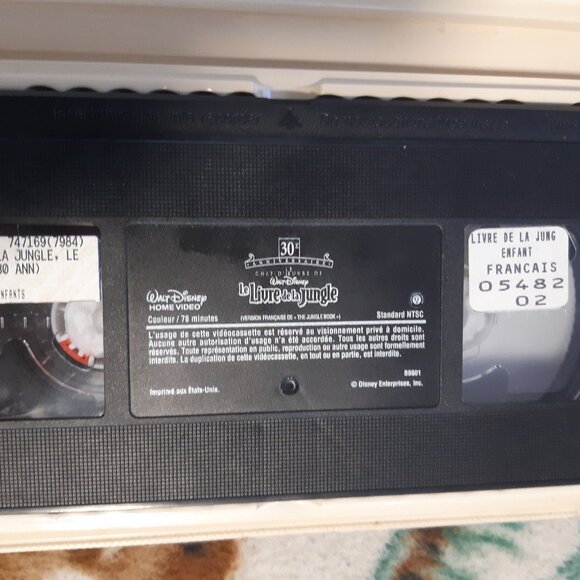 747169(7984)
LA JUNGLE, LE
30 ANN)
ENFANTS
30E
ANNIVERSAIRE
LE
CHEF-D'ŒUVRE DE
WALT DISNEY
Le Livre de la Jungle
(VERSION FRANÇAISE DE « THE JUNGLE BOOK »)
WALT DISNEY
HOME VIDEO
Couleur / 78 minutes
Standard NTSC
L'usage de cette vidéocassette est réservé au visionnement privé à domicile.
Aucune autre autorisation d'usage n'a été accordée. Tous les autres droits sont
réservés. Toute représentation en public, reproduction ou autre usage sont formellement
interdits. La duplication de cette vidéocassette, en tout ou en partie, est interdite.
B9901
Imprimé aux États-Unis.
© Disney Enterprises, Inc.
LIVRE DE LA JUNG
ENFANT
FRANCAIS
05482
02